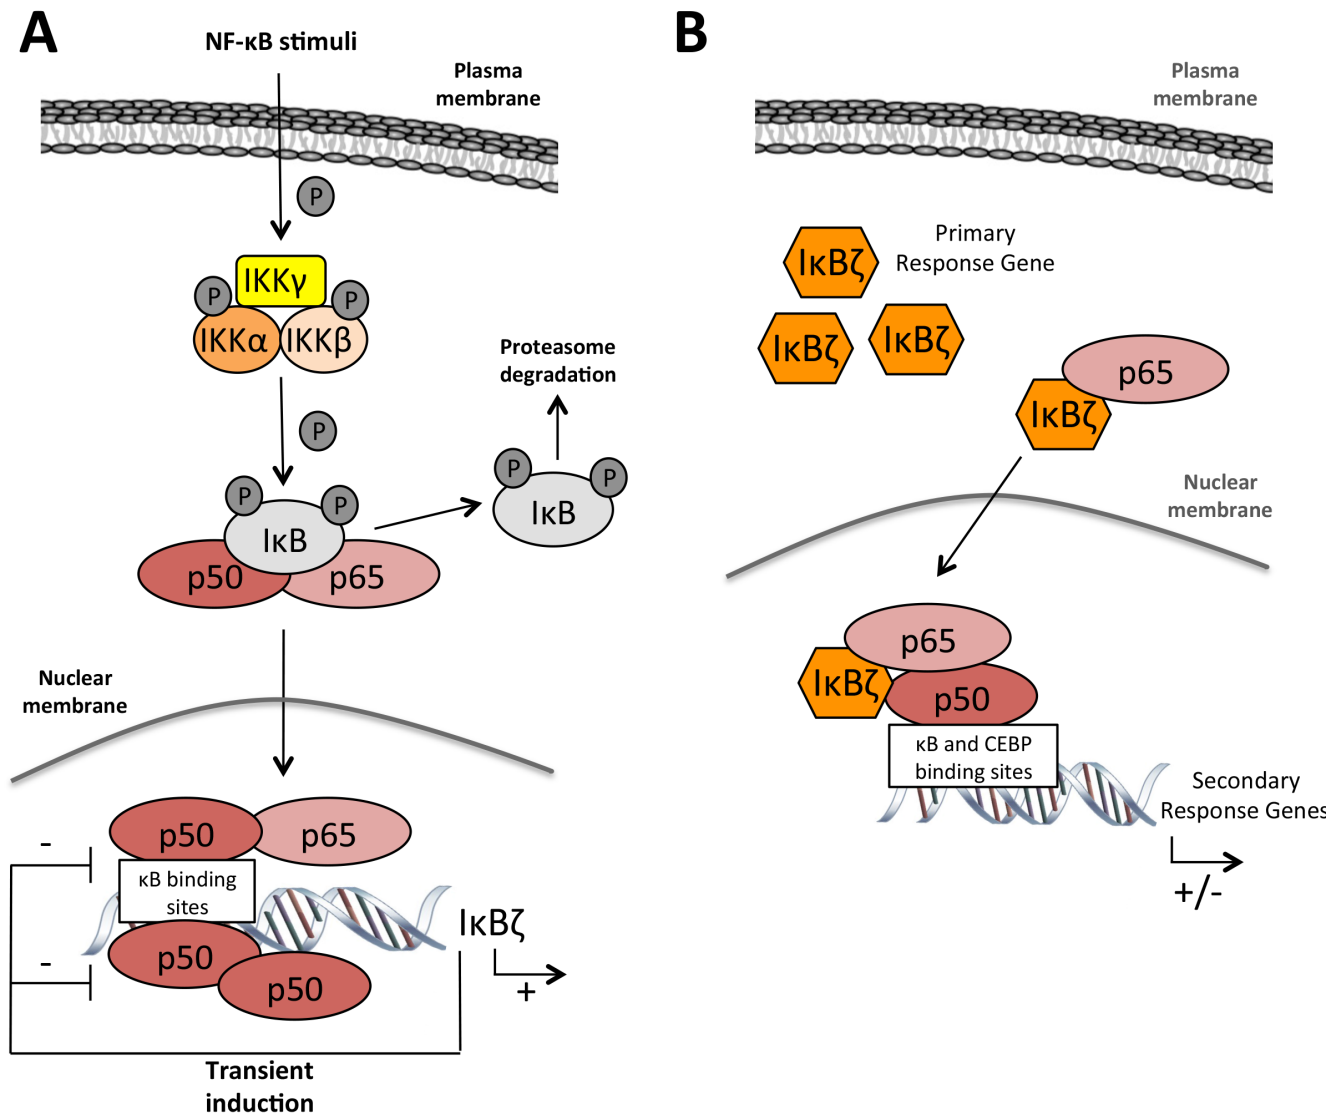 A
NF-κB stimuli
Plasma
membrane
P
IKKγ
P
P
IKKα
IKKβ
P
Proteasome
degradation
P
P
IκB
P
P
IκB
p50
p65
Nuclear
membrane
p50
p65
-
κB binding
sites
IκBζ
-
p50
p50
+
Transient
induction
B
Plasma
membrane
Primary
Response Gene
IκBζ
IκBζ
IκBζ
p65
IκBζ
Nuclear
membrane
p65
IκBζ
p50
κB and CEBP
binding sites
Secondary
Response Genes
+/-